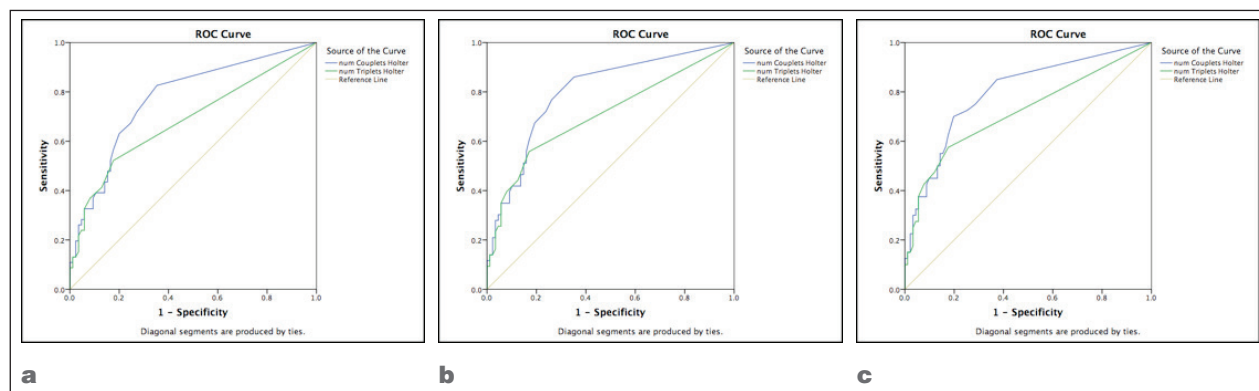 ROC Curve
1.0
0.8
0.6
0.4
0.2
0.0
Sensitivity
0.0 0.2 0.4 0.6 0.8 1.0
1 - Specificity
Diagonal segments are produced by ties.
Source of the Curve
num Couplets Holter
num Triplets Holter
Reference Line
a
ROC Curve
1.0
0.8
0.6
0.4
0.2
0.0
Sensitivity
0.0 0.2 0.4 0.6 0.8 1.0
1 - Specificity
Diagonal segments are produced by ties.
Source of the Curve
num Couplets Holter
num Triplets Holter
Reference Line
b
ROC Curve
1.0
0.8
0.6
0.4
0.2
0.0
Sensitivity
0.0 0.2 0.4 0.6 0.8 1.0
1 - Specificity
Diagonal segments are produced by ties.
Source of the Curve
num Couplets Holter
num Triplets Holter
Reference Line
c